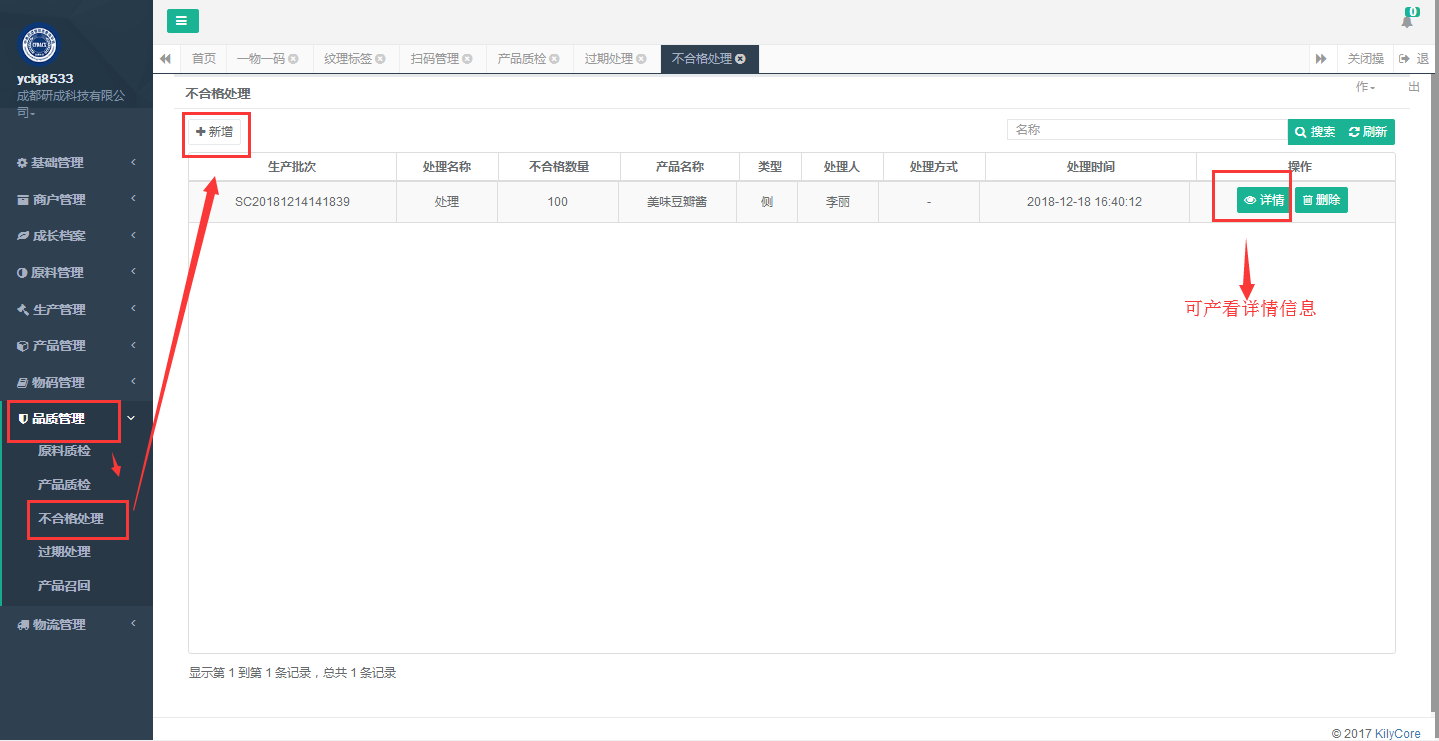 0
首页 一物一码 纹理标签 扫码管理 产品质检 过期处理 不合格处理 关闭操作 退出
yckj8533
成都研成科技有限公
司
基础管理
商户管理
成长档案
原料管理
生产管理
产品管理
物码管理
品质管理
原料质检
产品质检
不合格处理
过期处理
产品召回
物流管理
不合格处理
新增 名称 搜索 刷新
生产批次 处理名称 不合格数量 产品名称 类型 处理人 处理方式 处理时间 操作
SC20181214141839 处理 100 美味豆瓣酱 侧 李丽 - 2018-12-18 16:40:12 详情 删除
可产看详情信息
显示第 1 到第 1 条记录，总共 1 条记录
© 2017 KilyCore